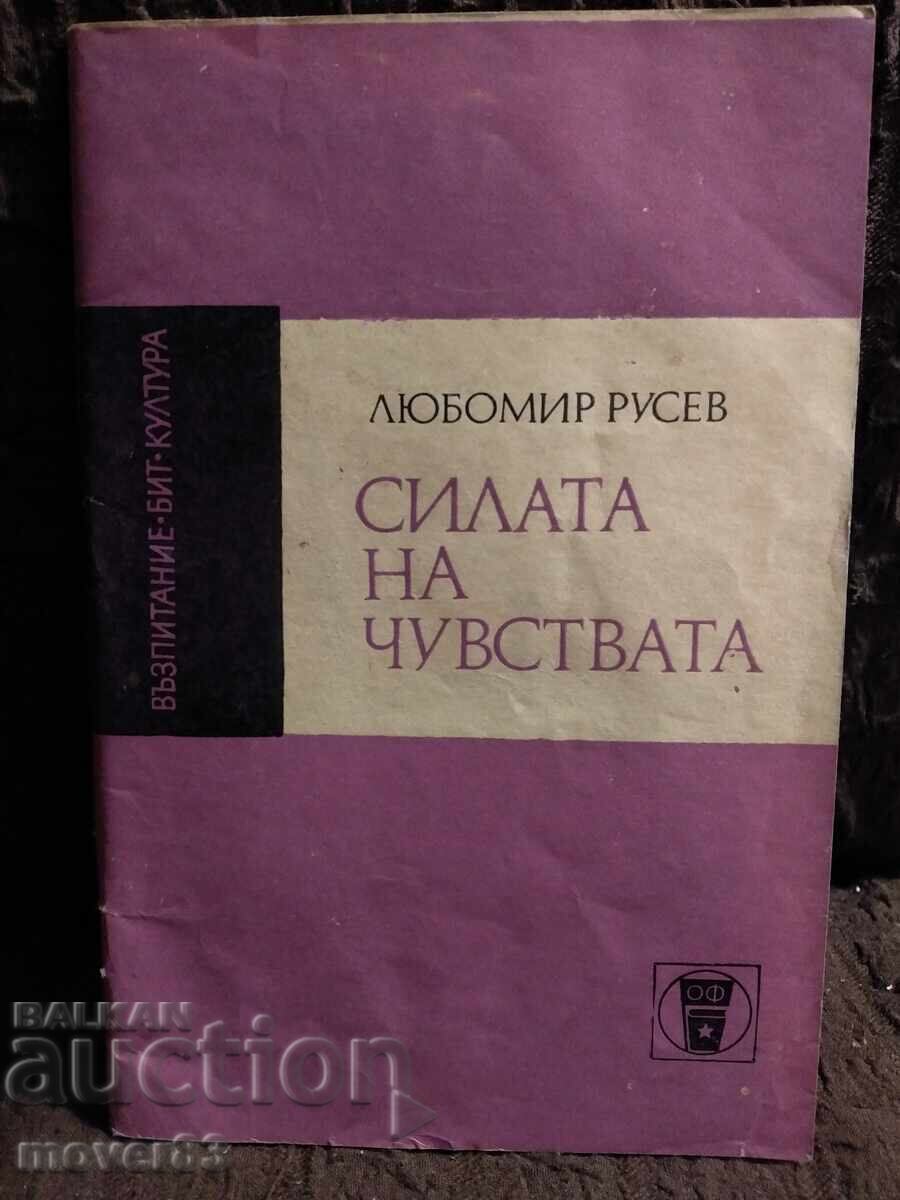 ЛЮБОМИР РУСЕВ
СИЛАТА
НА
ЧУВСТВАТА
ВЪЗПИТАНИЕ·БИТ·КУЛТУРА
ОФ
BALKAN
auction
mover83